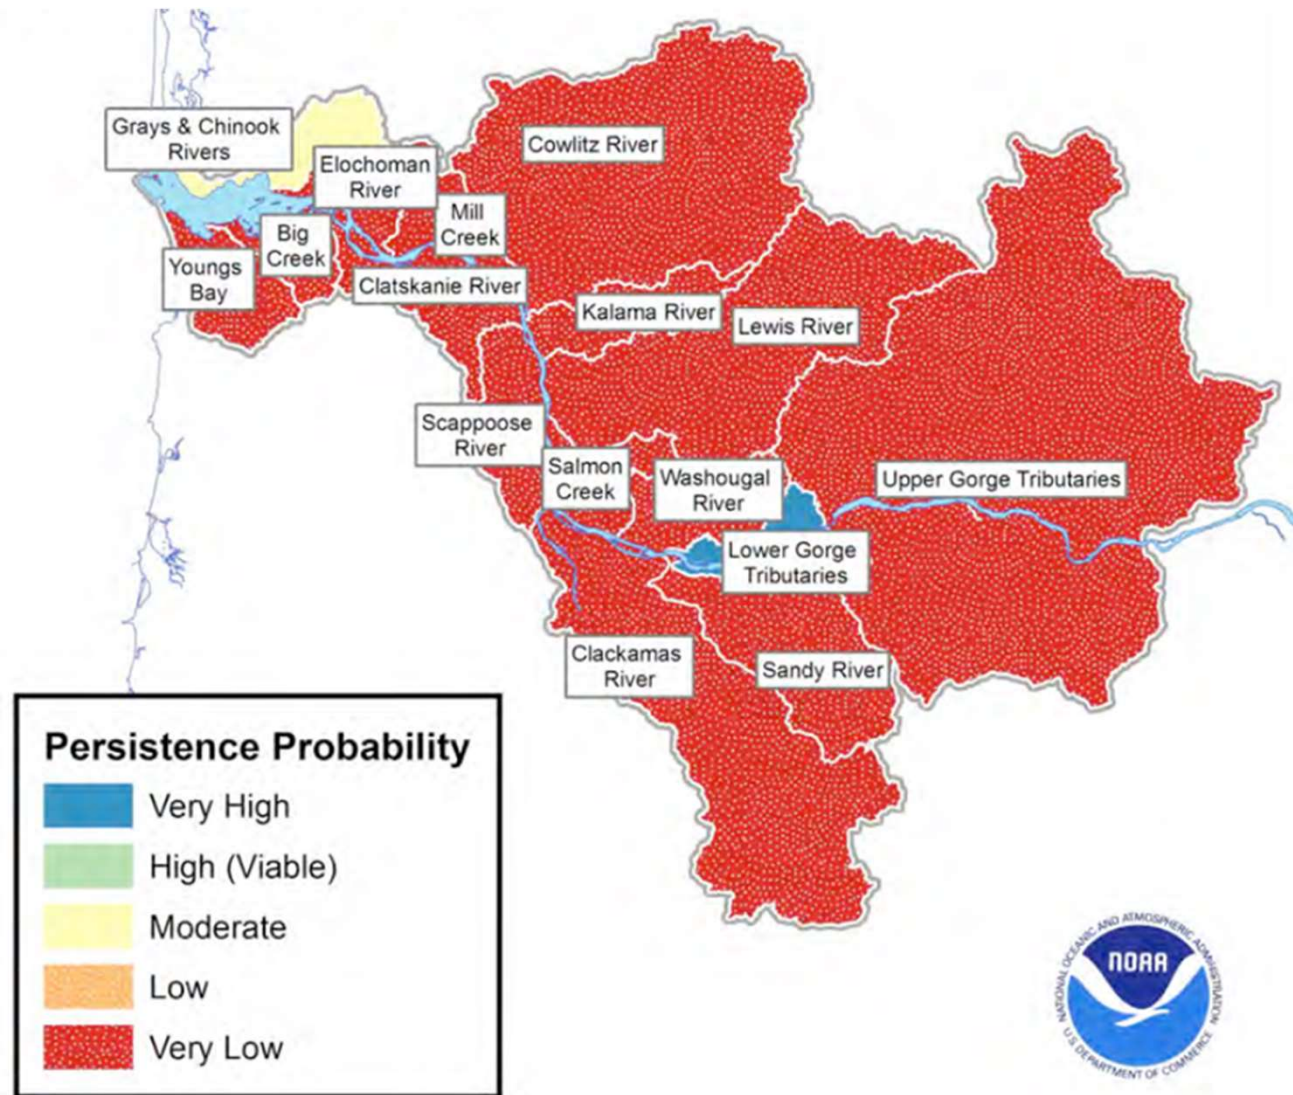 Grays & Chinook
Rivers
Cowlitz River
Elochoman
River
Mill
Creek
Big
Creek
Youngs
Bay
Clatskanie River
Kalama River
Lewis River
Scappoose
River
Salmon
Creek
Washougal
River
Upper Gorge Tributaries
Lower Gorge
Tributaries
Clackamas
River
Sandy River
Persistence Probability
Very High
High (Viable)
Moderate
Low
Very Low
NATIONAL OCEANIC AND ATMOSPHERIC ADMINISTRATION
NOAA
U.S. DEPARTMENT OF COMMERCE